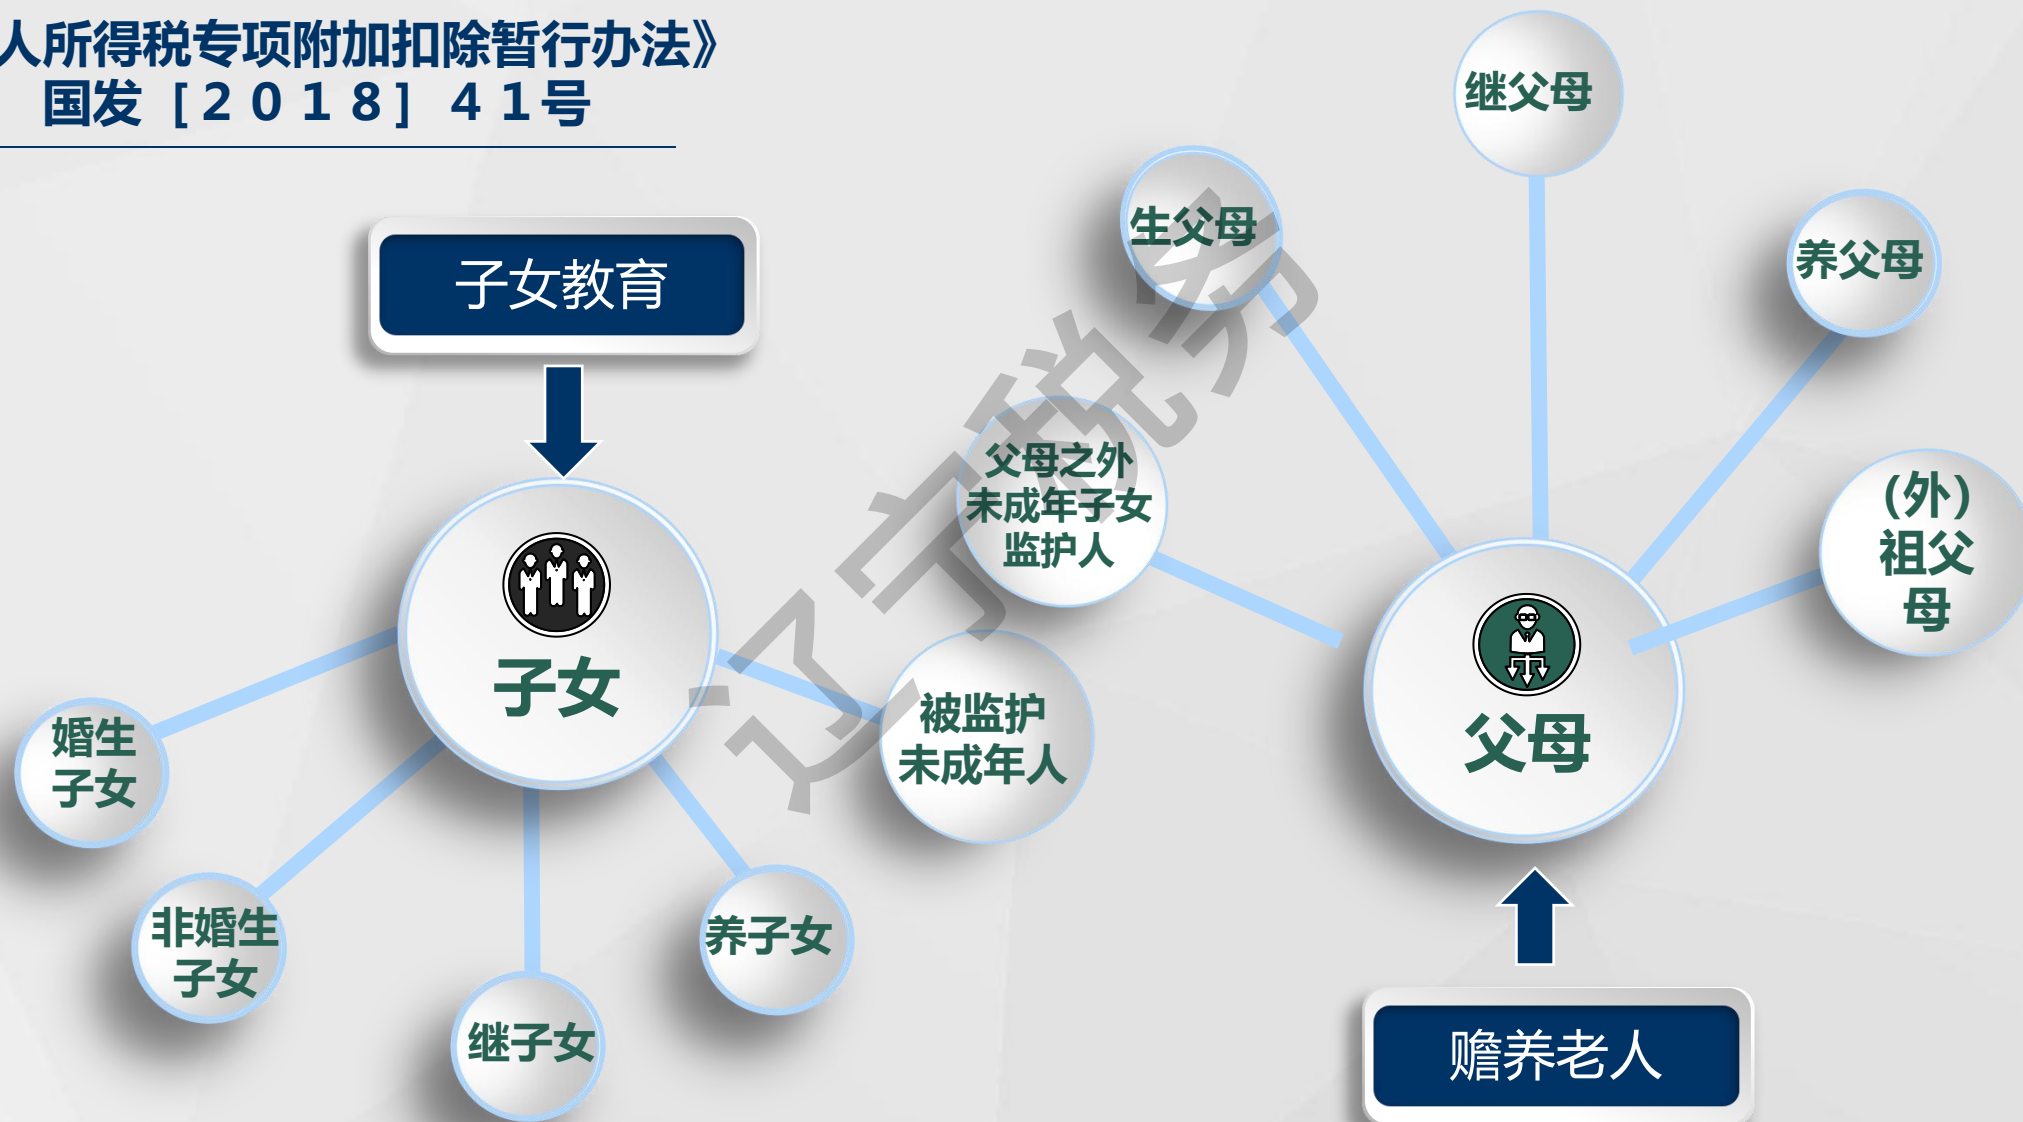 人所得税专项附加扣除暂行办法》
国发［２０１８］４１号
子女教育
子女
婚生
子女
非婚生
子女
继子女
养子女
被监护
未成年人
父母之外
未成年子女
监护人
生父母
继父母
养父母
（外）
祖父
母
父母
赡养老人
辽宁税务